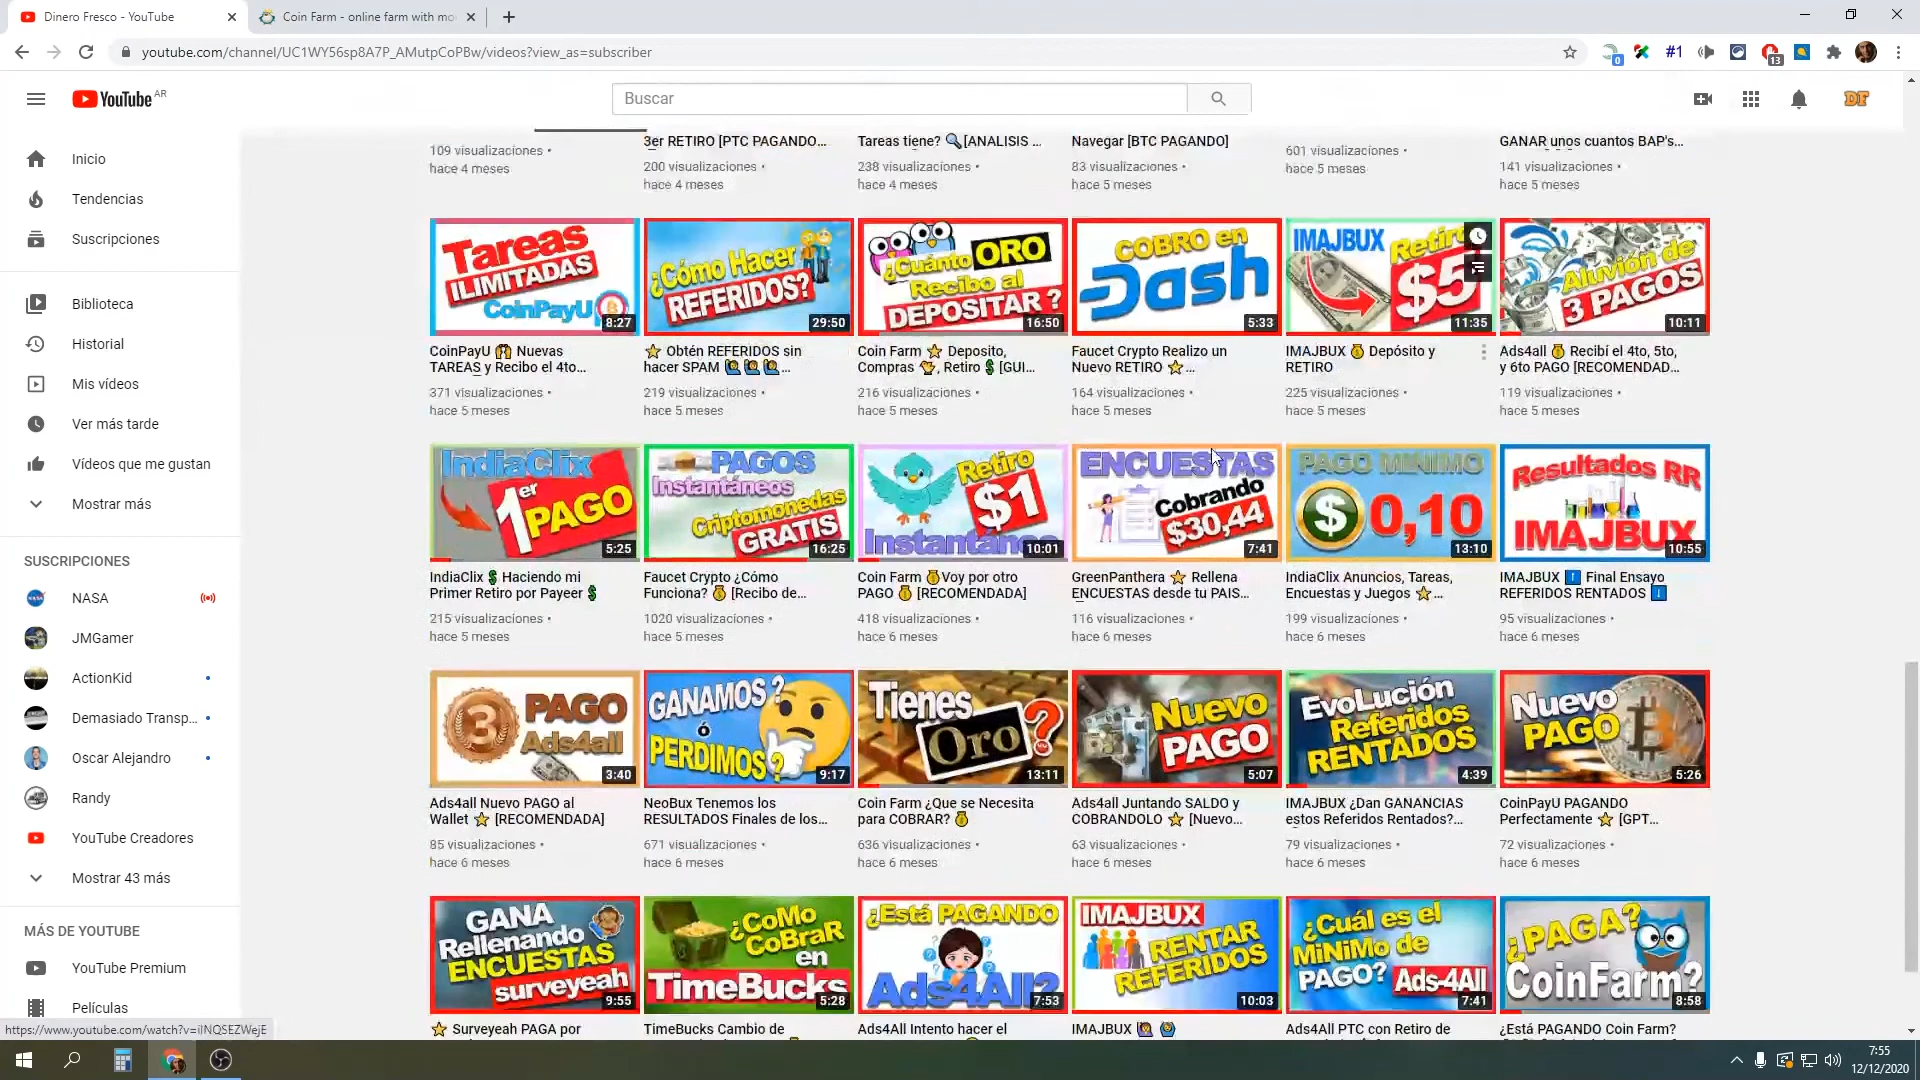 Dinero Fresco - YouTube
Coin Farm - online farm with mo
youtube.com/channel/UC1WY56sp8A7P_AMutpCoPBw/videos?view_as=subscriber
0
#1
13
YouTube AR
Buscar
DF
Inicio
Tendencias
Suscripciones
Biblioteca
Historial
Mis vídeos
Ver más tarde
Vídeos que me gustan
Mostrar más
SUSCRIPCIONES
NASA
JMGamer
ActionKid
Demasiado Transp...
Oscar Alejandro
Randy
YouTube Creadores
Mostrar 43 más
MÁS DE YOUTUBE
YouTube Premium
Películas
https://www.youtube.com/watch?v=iINQSEZWejE
109 visualizaciones •
hace 4 meses
3er RETIRO [PTC PAGANDO...
200 visualizaciones •
hace 4 meses
Tareas tiene? 🔍[ANALISIS ...
238 visualizaciones •
hace 4 meses
Navegar [BTC PAGANDO]
83 visualizaciones •
hace 5 meses
601 visualizaciones •
hace 5 meses
GANAR unos cuantos BAP's...
141 visualizaciones •
hace 5 meses
Tareas
ILIMITADAS
CoinPayU
8:27
CoinPayU Nuevas
TAREAS y Recibo el 4to...
371 visualizaciones •
hace 5 meses
¿Cómo Hacer
REFERIDOS?
29:50
⭐ Obtén REFERIDOS sin
hacer SPAM 🙋🙋🙋...
219 visualizaciones •
hace 5 meses
¿Cuánto ORO
Recibo al
DEPOSITAR ?
16:50
Coin Farm ⭐ Deposito,
Compras, Retiro 💲 [GUI...
216 visualizaciones •
hace 5 meses
COBRO en
Dash
5:33
Faucet Crypto Realizo un
Nuevo RETIRO ⭐...
164 visualizaciones •
hace 5 meses
IMAJBUX
Retiro
$5
11:35
IMAJBUX 💰 Depósito y
RETIRO
225 visualizaciones •
hace 5 meses
Aluvión de
3 PAGOS
10:11
Ads4all 💰 Recibí el 4to, 5to,
y 6to PAGO [RECOMENDAD...
119 visualizaciones •
hace 5 meses
IndiaClix
1er PAGO
5:25
IndiaClix 💲 Haciendo mi
Primer Retiro por Payeer 💲
215 visualizaciones •
hace 5 meses
PAGOS
Instantáneos
Criptomonedas
GRATIS
16:25
Faucet Crypto ¿Cómo
Funciona? 💰 [Recibo de...
1020 visualizaciones •
hace 5 meses
Retiro
$1
Instantáneo
10:01
Coin Farm 💰Voy por otro
PAGO 💰 [RECOMENDADA]
418 visualizaciones •
hace 6 meses
ENCUESTAS
Cobrando
$30,44
7:41
GreenPanthera ⭐ Rellena
ENCUESTAS desde tu PAIS...
116 visualizaciones •
hace 6 meses
PAGO MINIMO
$ 0,10
13:10
IndiaClix Anuncios, Tareas,
Encuestas y Juegos ⭐...
199 visualizaciones •
hace 6 meses
Resultados RR
IMAJBUX
10:55
IMAJBUX Final Ensayo
REFERIDOS RENTADOS
95 visualizaciones •
hace 6 meses
3 PAGO
Ads4all
3:40
Ads4all Nuevo PAGO al
Wallet ⭐ [RECOMENDADA]
85 visualizaciones •
hace 6 meses
GANAMOS ?
ó
PERDIMOS ?
9:17
NeoBux Tenemos los
RESULTADOS Finales de los...
671 visualizaciones •
hace 6 meses
Tienes
Oro ?
13:11
Coin Farm ¿Que se Necesita
para COBRAR? 💰
636 visualizaciones •
hace 6 meses
Nuevo
PAGO
5:07
Ads4all Juntando SALDO y
COBRANDOLO ⭐ [Nuevo...
63 visualizaciones •
hace 6 meses
EvoLución
Referidos
RENTADOS
4:39
IMAJBUX ¿Dan GANANCIAS
estos Referidos Rentados?...
79 visualizaciones •
hace 6 meses
Nuevo
PAGO
5:26
CoinPayU PAGANDO
Perfectamente ⭐ [GPT...
72 visualizaciones •
hace 6 meses
GANA
Rellenando
ENCUESTAS
surveyeah
9:55
⭐ Surveyeah PAGA por
¿CoMo
CoBraR
en
TimeBucks
5:28
TimeBucks Cambio de
¿Está PAGANDO
Ads4All?
7:53
Ads4All Intento hacer el
IMAJBUX
RENTAR
REFERIDOS
10:03
IMAJBUX
¿Cuál es el
MiNiMo de
PAGO? Ads-4All
7:41
Ads4All PTC con Retiro de
¿PAGA?
CoinFarm?
8:58
¿Está PAGANDO Coin Farm?
7:55
12/12/2020